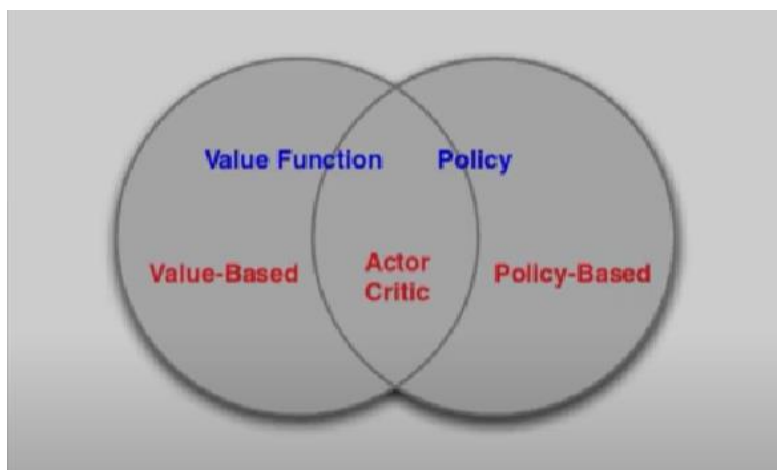 Value Function Policy
Value-Based Actor Critic Policy-Based